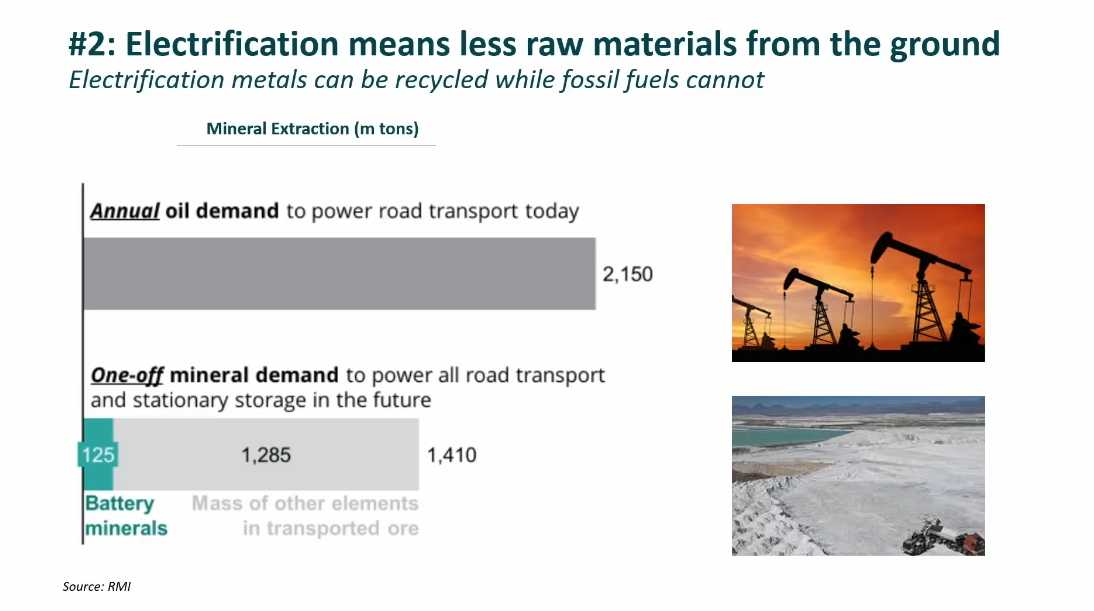 #2: Electrification means less raw materials from the ground
Electrification metals can be recycled while fossil fuels cannot
Mineral Extraction (m tons)
Annual oil demand to power road transport today
2,150
One-off mineral demand to power all road transport
and stationary storage in the future
125
1,285
1,410
Battery
minerals
Mass of other elements
in transported ore
Source: RMI